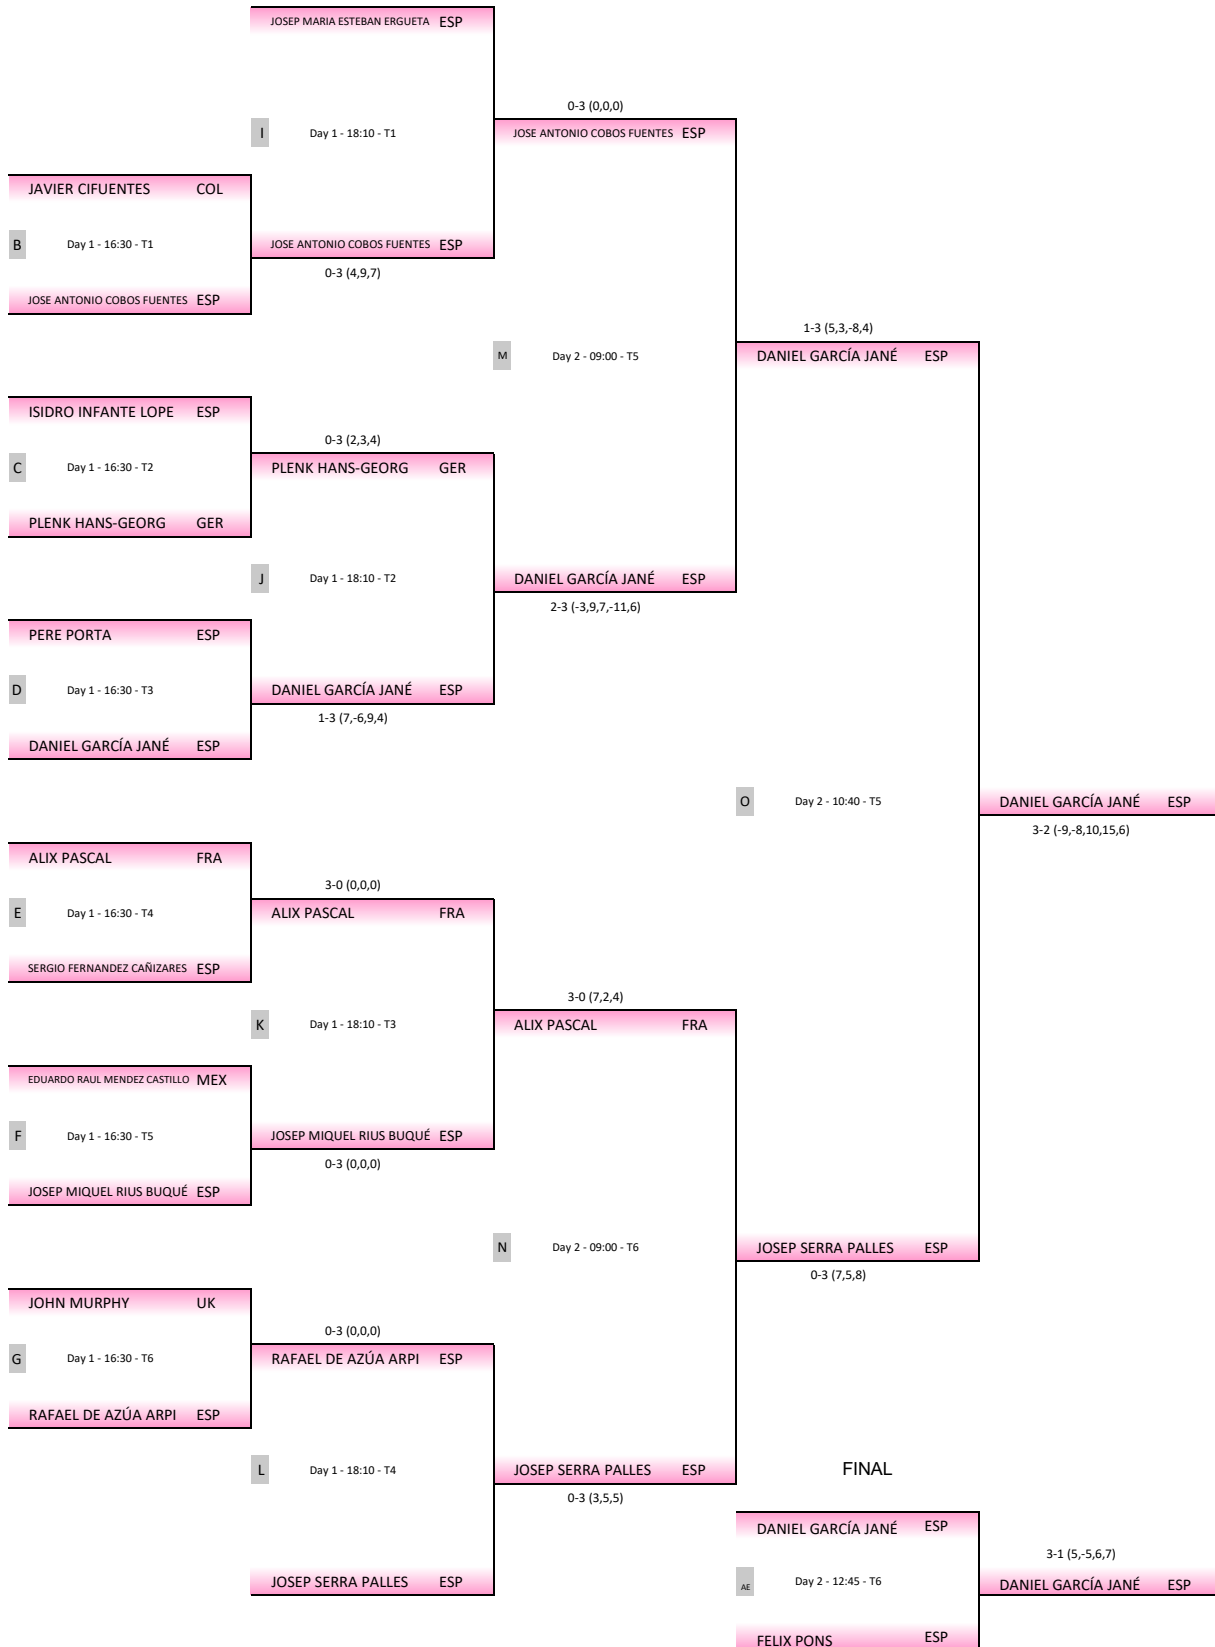 JOSEP MARIA ESTEBAN ERGUETA ESP
0-3 (0,0,0)
I Day 1 - 18:10 - T1 JOSE ANTONIO COBOS FUENTES ESP
JAVIER CIFUENTES COL
B Day 1 - 16:30 - T1 JOSE ANTONIO COBOS FUENTES ESP
0-3 (4,9,7)
JOSE ANTONIO COBOS FUENTES ESP
1-3 (5,3,-8,4)
M Day 2 - 09:00 - T5 DANIEL GARCÍA JANÉ ESP
ISIDRO INFANTE LOPE ESP
0-3 (2,3,4)
C Day 1 - 16:30 - T2 PLENK HANS-GEORG GER
PLENK HANS-GEORG GER
J Day 1 - 18:10 - T2 DANIEL GARCÍA JANÉ ESP
2-3 (-3,9,7,-11,6)
PERE PORTA ESP
D Day 1 - 16:30 - T3 DANIEL GARCÍA JANÉ ESP
1-3 (7,-6,9,4)
DANIEL GARCÍA JANÉ ESP
O Day 2 - 10:40 - T5 DANIEL GARCÍA JANÉ ESP
3-2 (-9,-8,10,15,6)
ALIX PASCAL FRA
3-0 (0,0,0)
E Day 1 - 16:30 - T4 ALIX PASCAL FRA
SERGIO FERNANDEZ CAÑIZARES ESP
3-0 (7,2,4)
K Day 1 - 18:10 - T3 ALIX PASCAL FRA
EDUARDO RAUL MENDEZ CASTILLO MEX
F Day 1 - 16:30 - T5 JOSEP MIQUEL RIUS BUQUÉ ESP
0-3 (0,0,0)
JOSEP MIQUEL RIUS BUQUÉ ESP
N Day 2 - 09:00 - T6 JOSEP SERRA PALLES ESP
0-3 (7,5,8)
JOHN MURPHY UK
0-3 (0,0,0)
G Day 1 - 16:30 - T6 RAFAEL DE AZÚA ARPI ESP
RAFAEL DE AZÚA ARPI ESP
L Day 1 - 18:10 - T4 JOSEP SERRA PALLES ESP FINAL
0-3 (3,5,5)
DANIEL GARCÍA JANÉ ESP
3-1 (5,-5,6,7)
JOSEP SERRA PALLES ESP AE Day 2 - 12:45 - T6 DANIEL GARCÍA JANÉ ESP
FELIX PONS ESP